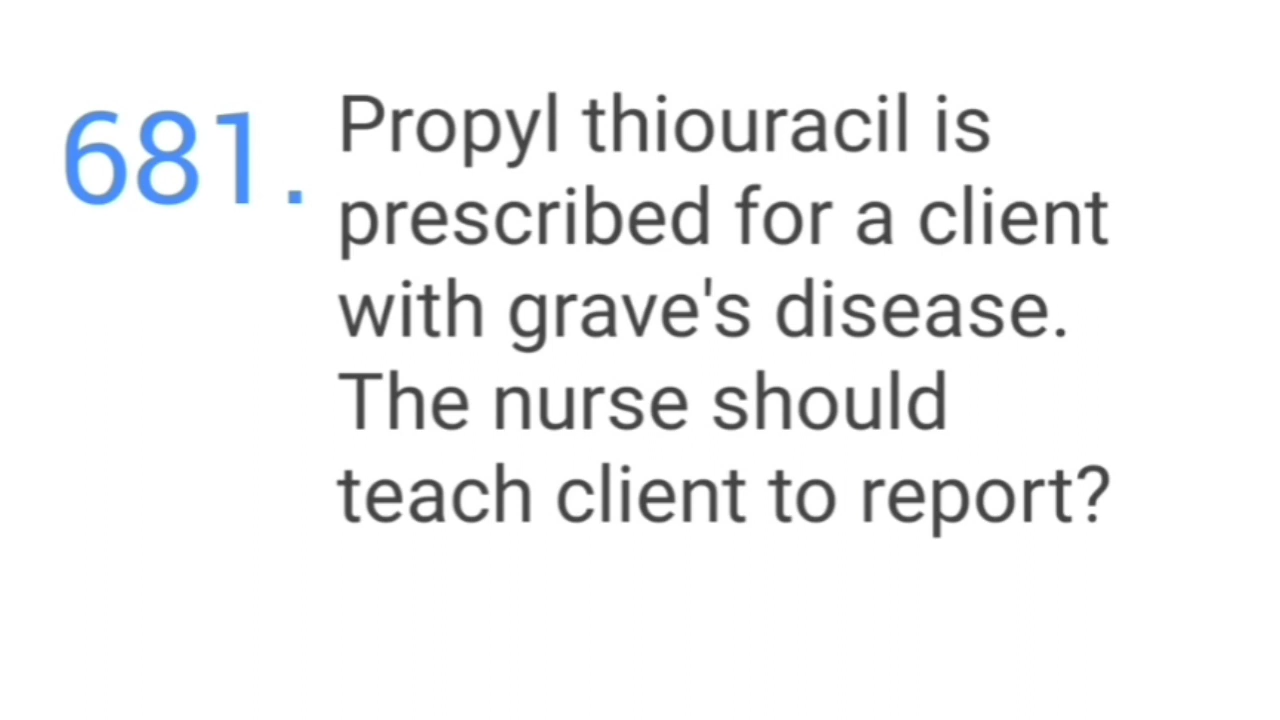 681. Propyl thiouracil is
prescribed for a client
with grave's disease.
The nurse should
teach client to report?